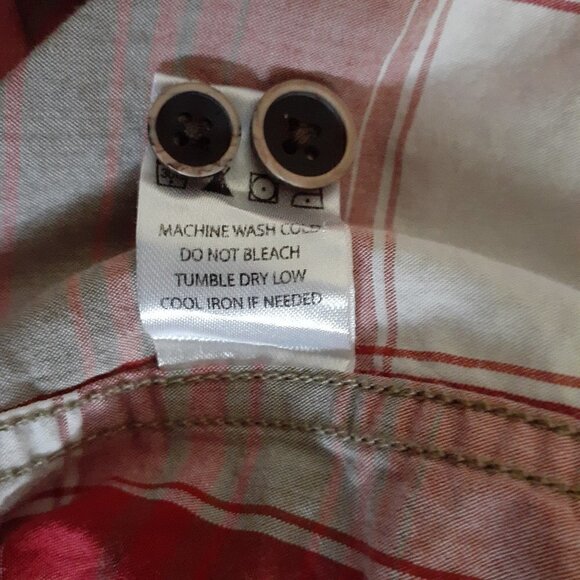 MACHINE WASH COLD
DO NOT BLEACH
TUMBLE DRY LOW
COOL IRON IF NEEDED